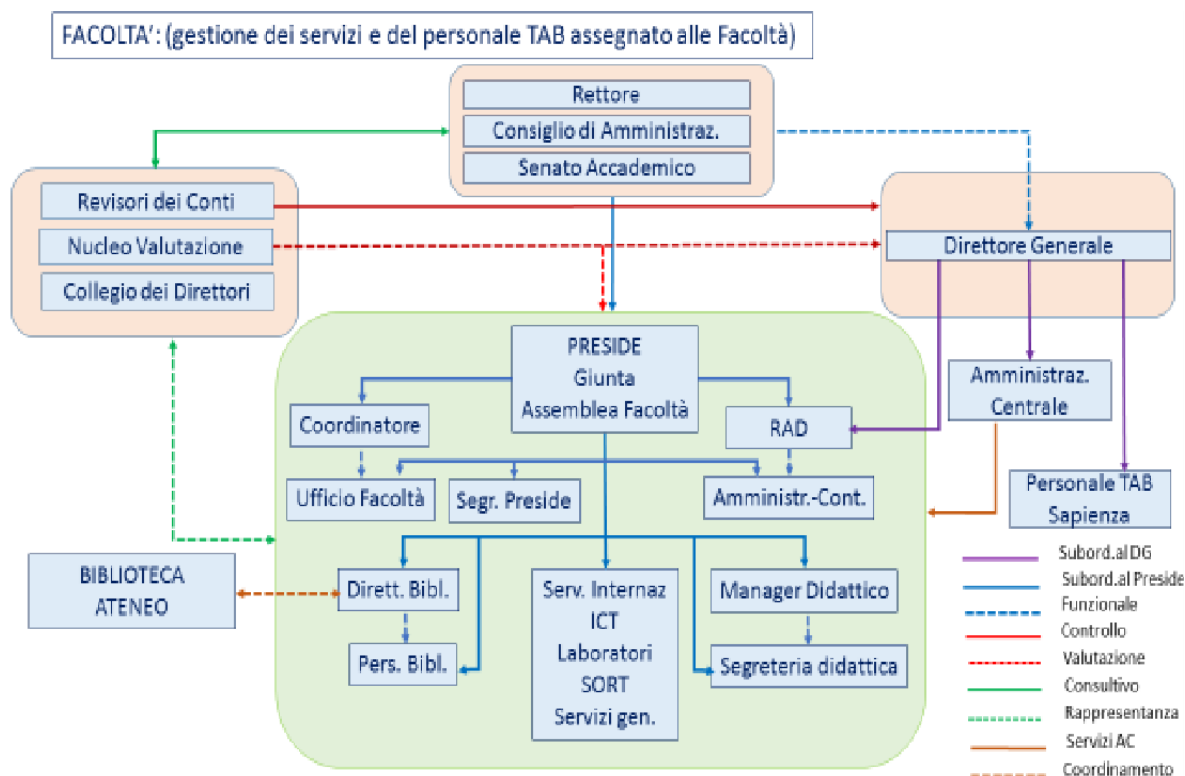 FACOLTA': (gestione dei servizi e del personale TAB assegnato alle Facoltà)
Rettore
Consiglio di Amministraz.
Senato Accademico
Revisori dei Conti
Nucleo Valutazione
Collegio dei Direttori
Direttore Generale
PRESIDE
Giunta
Assemblea Facoltà
Coordinatore
RAD
Amministraz.
Centrale
Ufficio Facoltà
Segr. Preside
Amministr.-Cont.
Personale TAB
Sapienza
BIBLIOTECA
ATENEO
Dirett. Bibl.
Pers. Bibl.
Serv. Internaz
ICT
Laboratori
SORT
Servizi gen.
Manager Didattico
Segreteria didattica
Subord.al DG
Subord.al Preside
Funzionale
Controllo
Valutazione
Consultivo
Rappresentanza
Servizi AC
Coordinamento